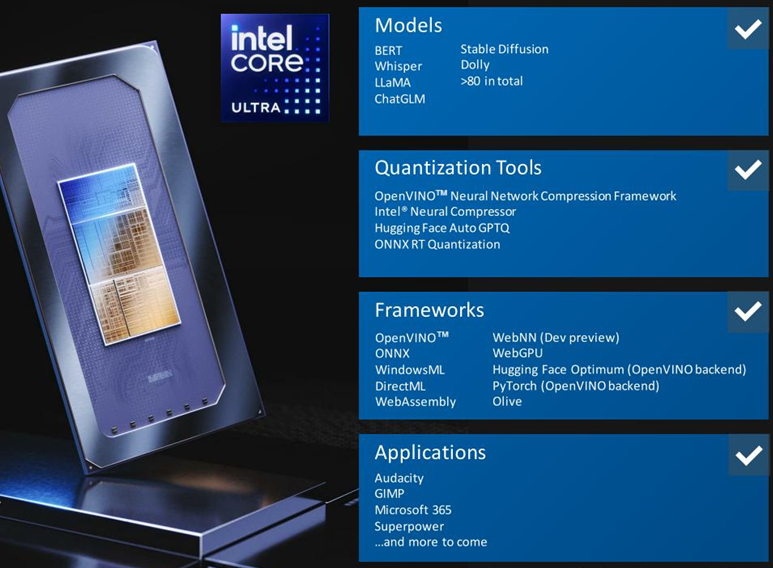 intel
CORE
ULTRA
Models
BERT
Whisper
LLaMA
ChatGLM
Stable Diffusion
Dolly
>80 in total
Quantization Tools
OpenVINO™ Neural Network Compression Framework
Intel® Neural Compressor
Hugging Face Auto GPTQ
ONNX RT Quantization
Frameworks
OpenVINO™
ONNX
WindowsML
DirectML
WebAssembly
WebNN (Dev preview)
WebGPU
Hugging Face Optimum (OpenVINO backend)
PyTorch (OpenVINO backend)
Olive
Applications
Audacity
GIMP
Microsoft 365
Superpower
...and more to come